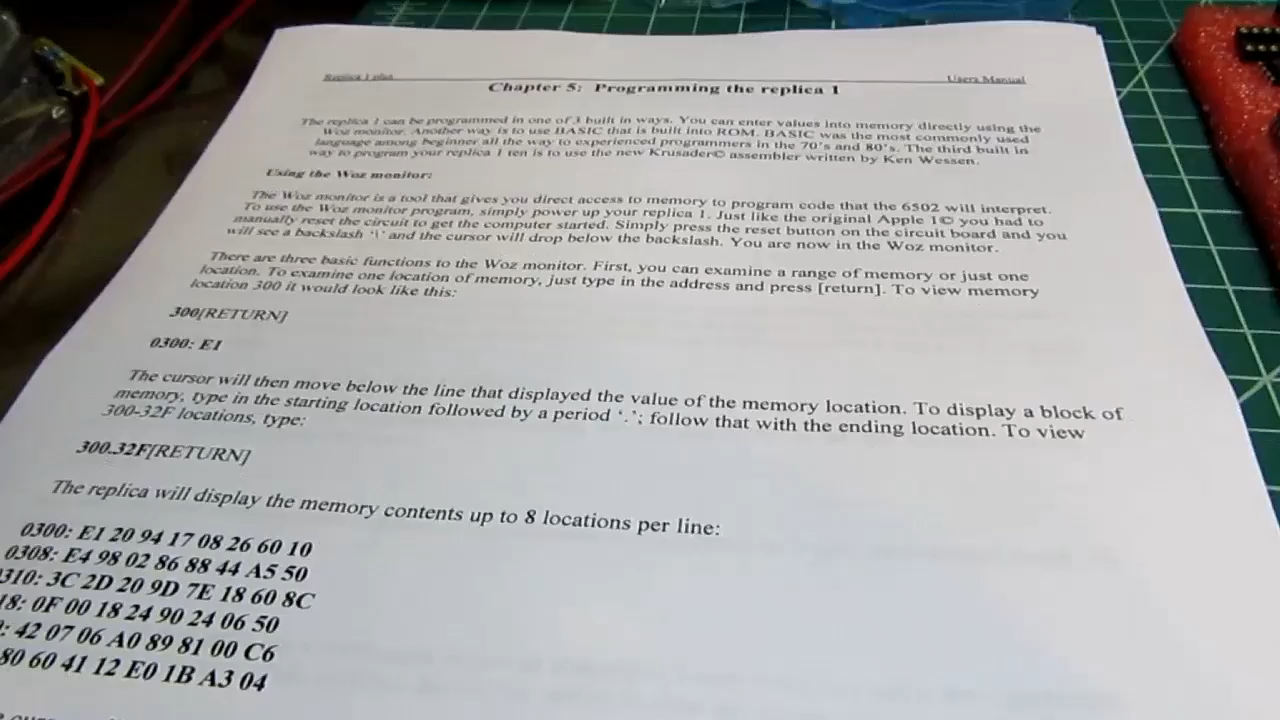 Replica 1 plus Users Manual
Chapter 5: Programming the replica 1
The replica 1 can be programmed in one of 3 built in ways. You can enter values into memory directly using the
Woz monitor. Another way is to use BASIC that is built into ROM. BASIC was the most commonly used
language among beginner all the way to experienced programmers in the 70's and 80's. The third built in
way to program your replica 1 ten is to use the new Krusader© assembler written by Ken Wessen.
Using the Woz monitor:
The Woz monitor is a tool that gives you direct access to memory to program code that the 6502 will interpret.
To use the Woz monitor program, simply power up your replica 1. Just like the original Apple 1© you had to
manually reset the circuit to get the computer started. Simply press the reset button on the circuit board and you
will see a backslash '\' and the cursor will drop below the backslash. You are now in the Woz monitor.
There are three basic functions to the Woz monitor. First, you can examine a range of memory or just one
location. To examine one location of memory, just type in the address and press [return]. To view memory
location 300 it would look like this:
300[RETURN]
0300: E1
The cursor will then move below the line that displayed the value of the memory location. To display a block of
memory, type in the starting location followed by a period '.'; follow that with the ending location. To view
300-32F locations, type:
300.32F[RETURN]
The replica will display the memory contents up to 8 locations per line:
0300: E1 20 94 17 08 26 60 10
0308: E4 98 02 86 88 44 A5 50
310: 3C 2D 20 9D 7E 18 60 8C
18: 0F 00 18 24 90 24 06 50
: 42 07 06 A0 89 81 00 C6
80 60 41 12 E0 1B A3 04